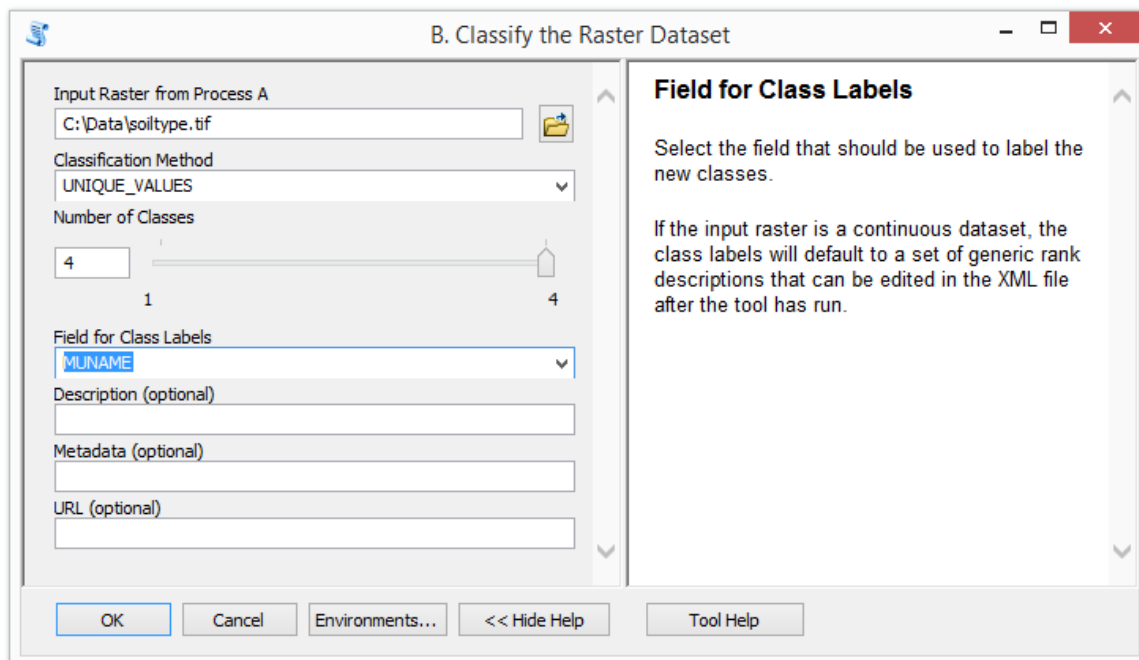 B. Classify the Raster Dataset
Input Raster from Process A
C:\Data\soiltype.tif
Classification Method
UNIQUE_VALUES
Number of Classes
4
1 4
Field for Class Labels
MUNAME
Description (optional)
Metadata (optional)
URL (optional)
Field for Class Labels
Select the field that should be used to label the
new classes.
If the input raster is a continuous dataset, the
class labels will default to a set of generic rank
descriptions that can be edited in the XML file
after the tool has run.
OK Cancel Environments... << Hide Help Tool Help